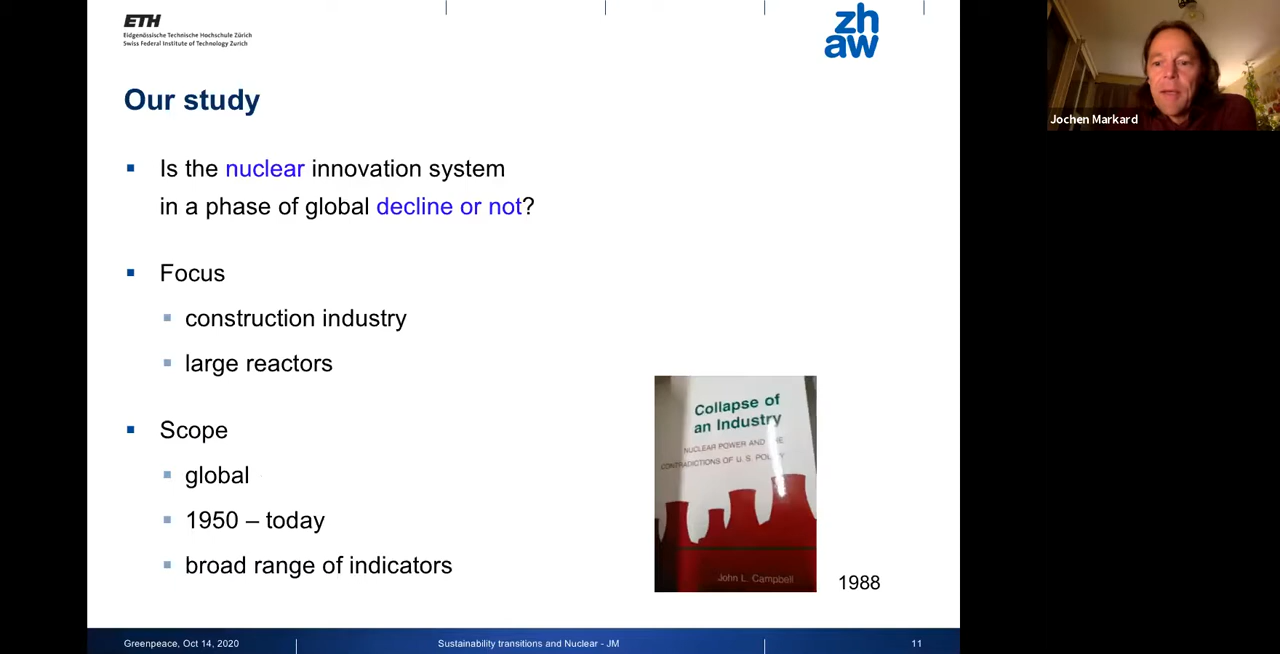 ETH
Eidgenössische Technische Hochschule Zürich
Swiss Federal Institute of Technology Zurich
zh
aw
Jochen Markard
Our study
Is the nuclear innovation system
in a phase of global decline or not?
Focus
construction industry
large reactors
Scope
global
1950 – today
broad range of indicators
Collapse of
an Industry
NUCLEAR POWER AND THE
CONTRADICTIONS OF U.S. POLICY
John L. Campbell
1988
Greenpeace, Oct 14, 2020
Sustainability transitions and Nuclear - JM
11